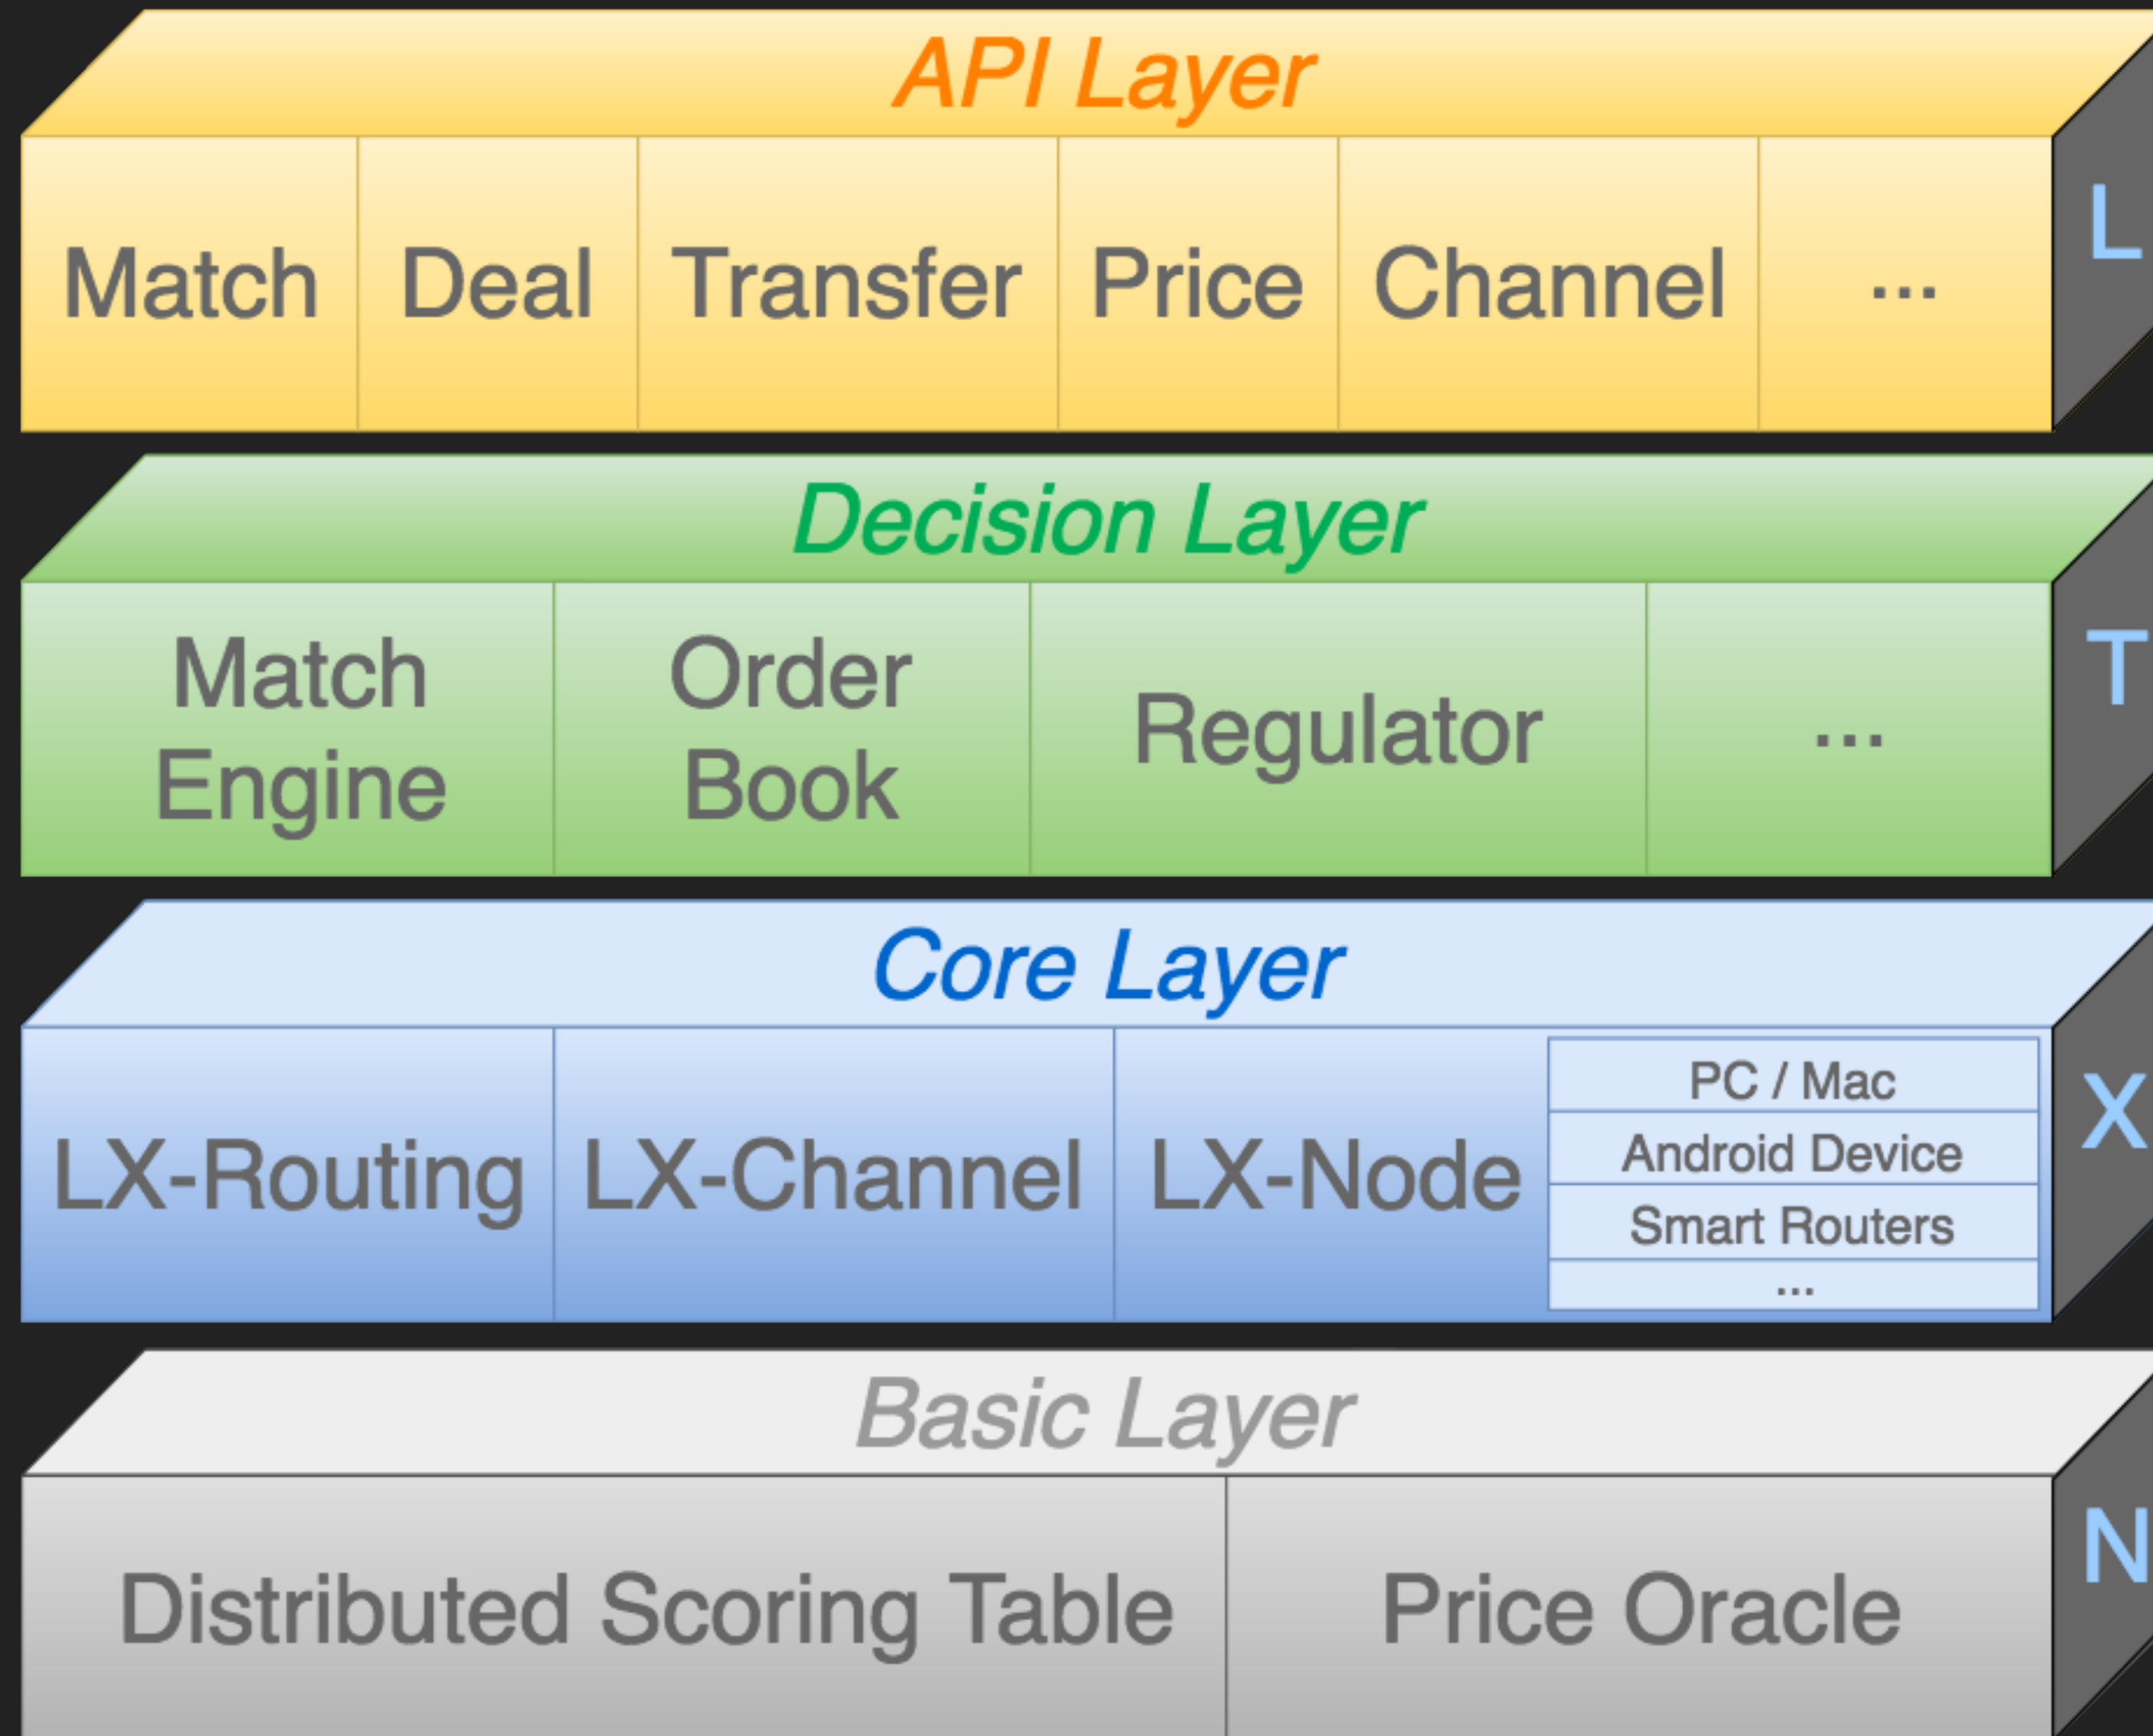 API Layer
Match
Deal
Transfer
Price
Channel
...
L
Decision Layer
Match
Engine
Order
Book
Regulator
...
T
Core Layer
LX-Routing
LX-Channel
LX-Node
PC / Mac
Android Device
Smart Routers
...
X
Basic Layer
Distributed Scoring Table
Price Oracle
N